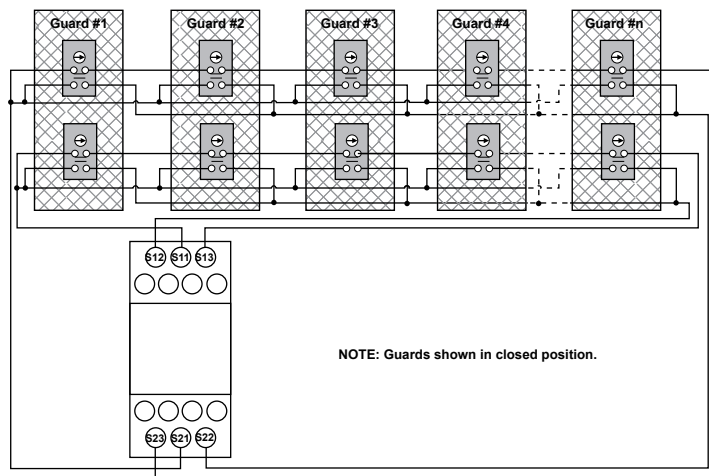 Guard #1 Guard #2 Guard #3 Guard #4 Guard #n
S12 S11 S13
NOTE: Guards shown in closed position.
S23 S21 S22